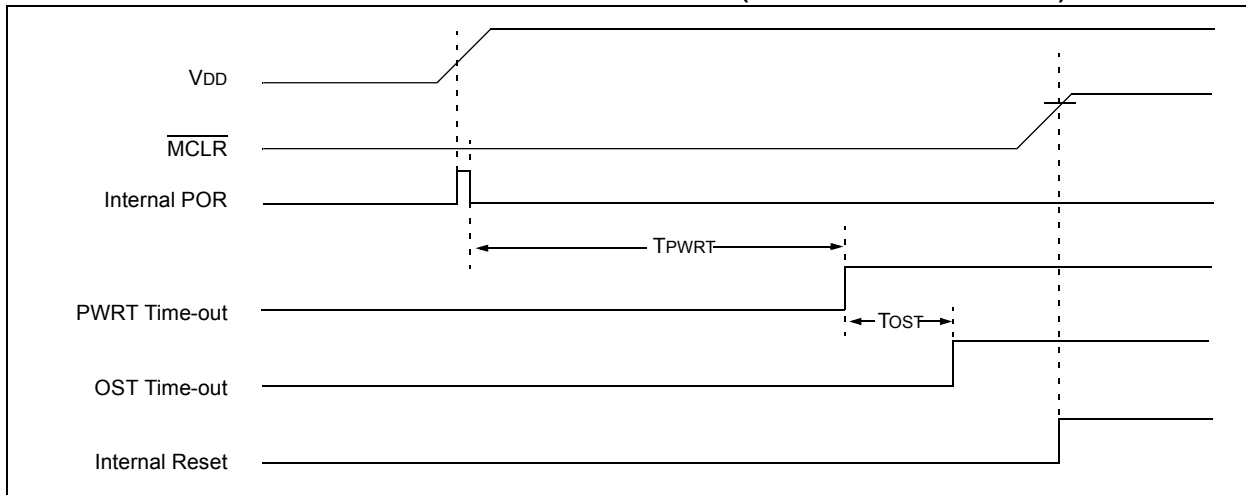 VDD
MCLR
Internal POR
TPWRT
PWRT Time-out
TOST
OST Time-out
Internal Reset